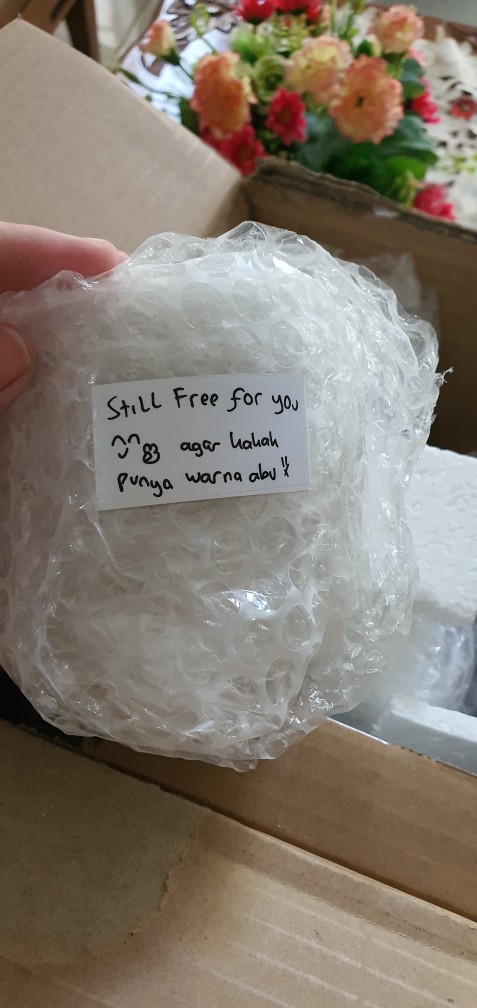 Still Free for you
agar kakak
punya warna abu !!